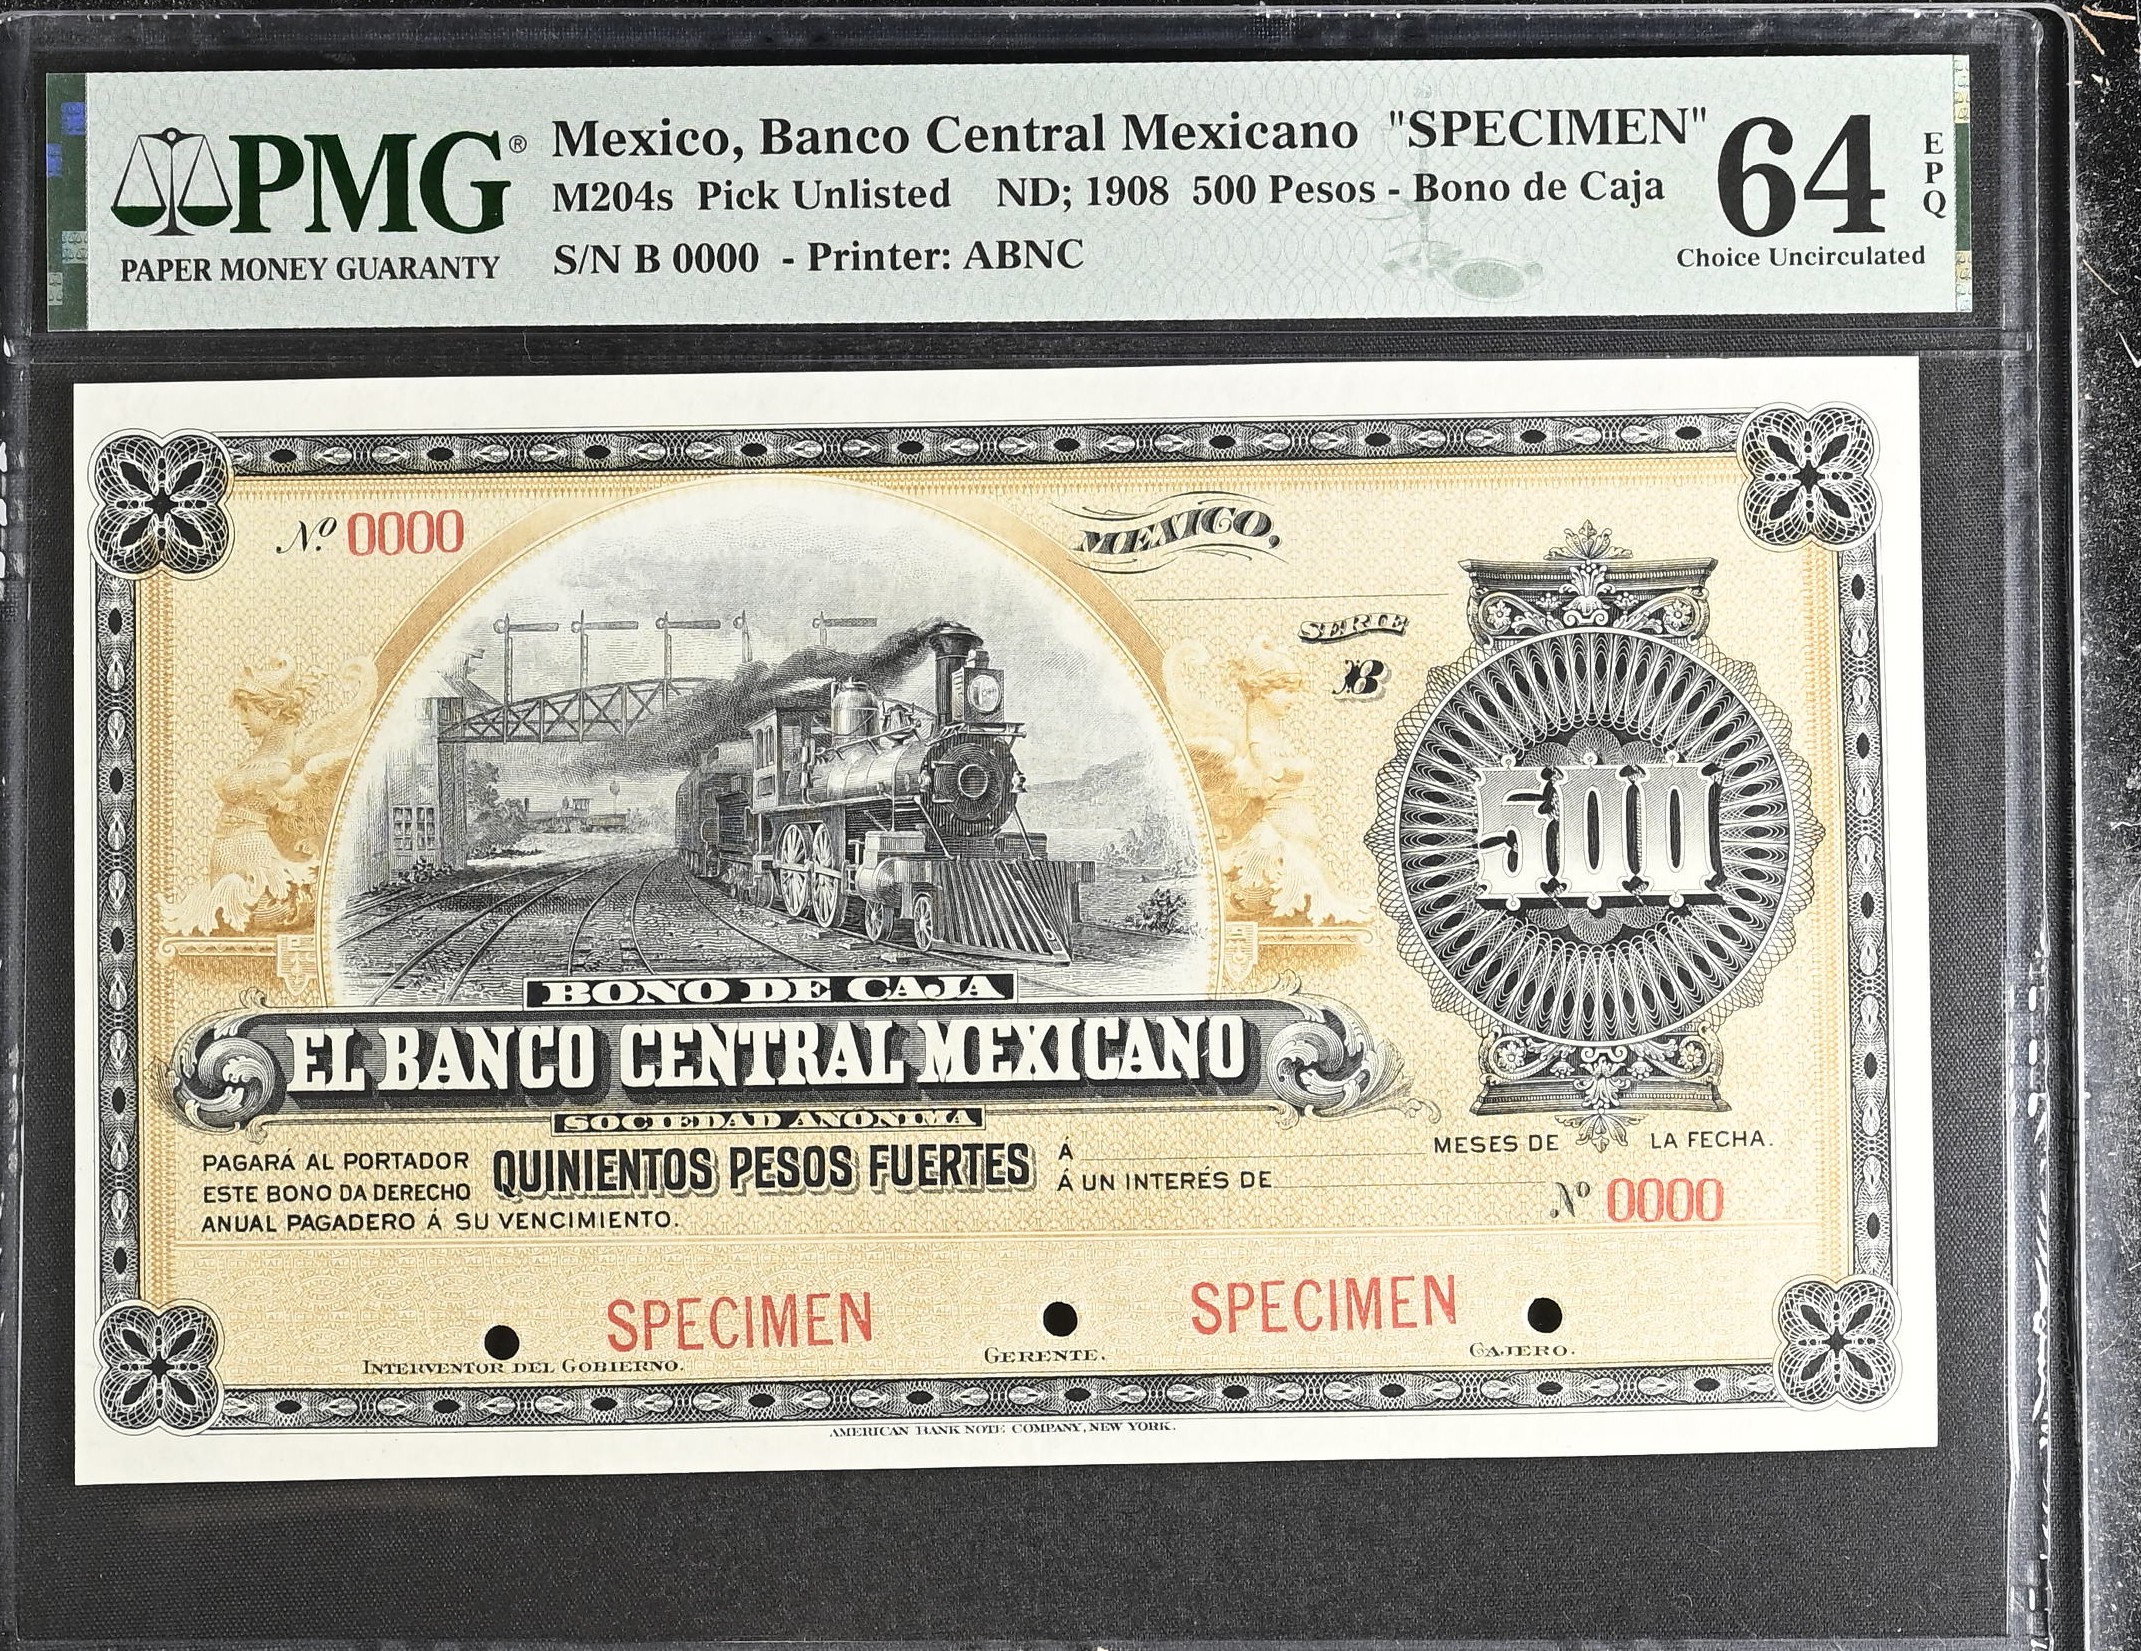 PMG®
PAPER MONEY GUARANTY
Mexico, Banco Central Mexicano "SPECIMEN"
M204s Pick Unlisted ND; 1908 500 Pesos - Bono de Caja
S/N B 0000 - Printer: ABNC
64
EPQ
Choice Uncirculated
Nº 0000
MEXICO,
SERIE
B
500
BONO DE CAJA
EL BANCO CENTRAL MEXICANO
SOCIEDAD ANÓNIMA
PAGARÁ AL PORTADOR QUINIENTOS PESOS FUERTES Á MESES DE LA FECHA.
ESTE BONO DA DERECHO Á UN INTERÉS DE
ANUAL PAGADERO Á SU VENCIMIENTO.
Nº 0000
SPECIMEN SPECIMEN
INTERVENTOR DEL GOBIERNO. GERENTE. CAJERO.
AMERICAN BANK NOTE COMPANY, NEW YORK.